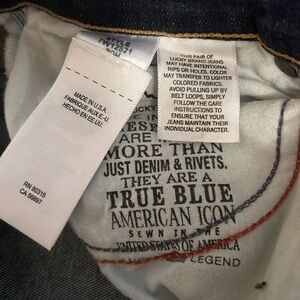 MADE IN U.S.A.
FABRIQUE AUX E-U.
HECHO EN EE.UU.
RN 80318
THIS PAIR OF
LUCKY BRAND JEANS
MAY HAVE INTENTIONAL
RIPS OR HOLES. COLOR
MAY TRANSFER TO LIGHTER
COLORED FABRICS.
AVOID PULLING UP BY
BELT LOOPS, SIMPLY
FOLLOW THE CARE
INSTRUCTIONS TO
ENSURE THAT YOUR
JEANS MAINTAIN THEIR
INDIVIDUAL CHARACTER.
ARE
MORE THAN
JUST DENIM & RIVETS.
THEY ARE A
TRUE BLUE
AMERICAN ICON
SEWN IN THE
UNITED STATES OF AMERICA
LEGEND